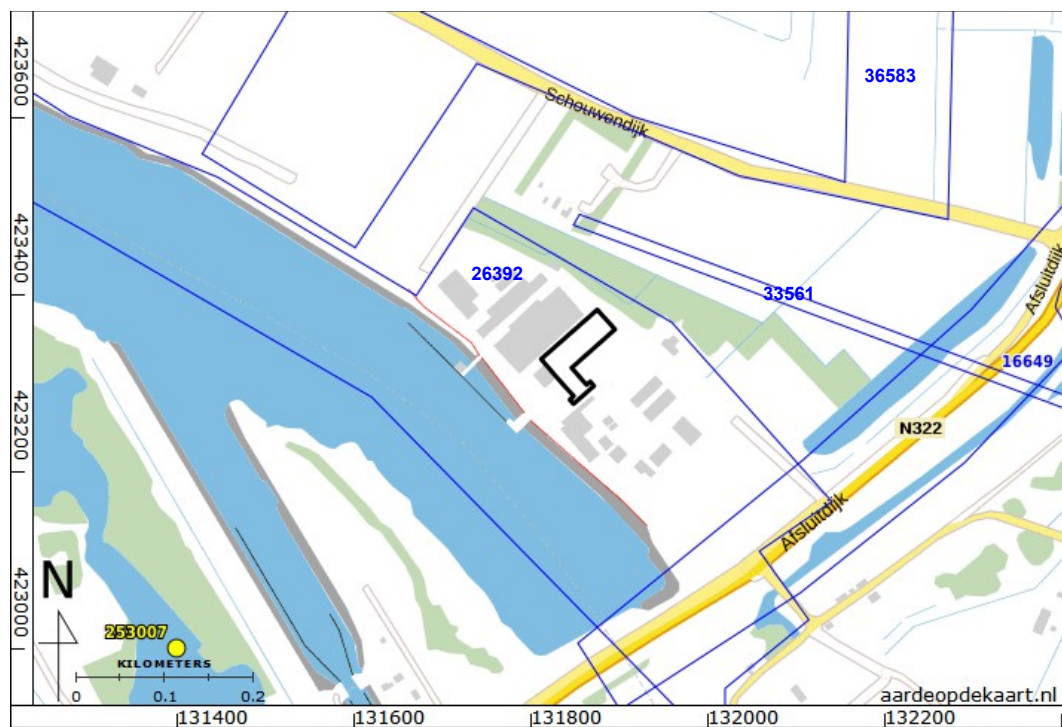 423600
423400
423200
423000
36583
Schouwendijk
26392
33561
Afsluitdijk
16649
N322
Afsluitdijk
N
253007
KILOMETERS
0 0.1 0.2
aardeopdekaart.nl
131400 131600 131800 132000 132200